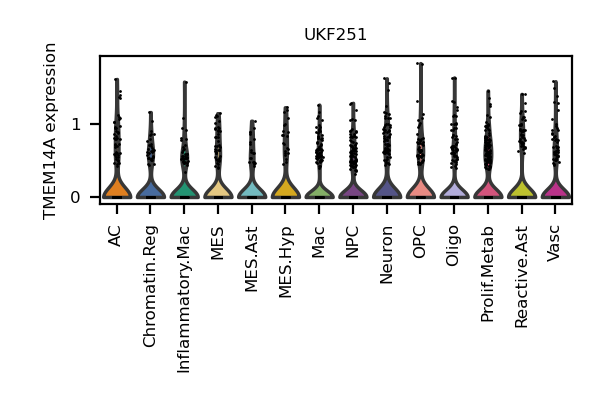 UKF251
TMEM14A expression
1
0
AC
Chromatin.Reg
Inflammatory.Mac
MES
MES.Ast
MES.Hyp
Mac
NPC
Neuron
OPC
Oligo
Prolif.Metab
Reactive.Ast
Vasc